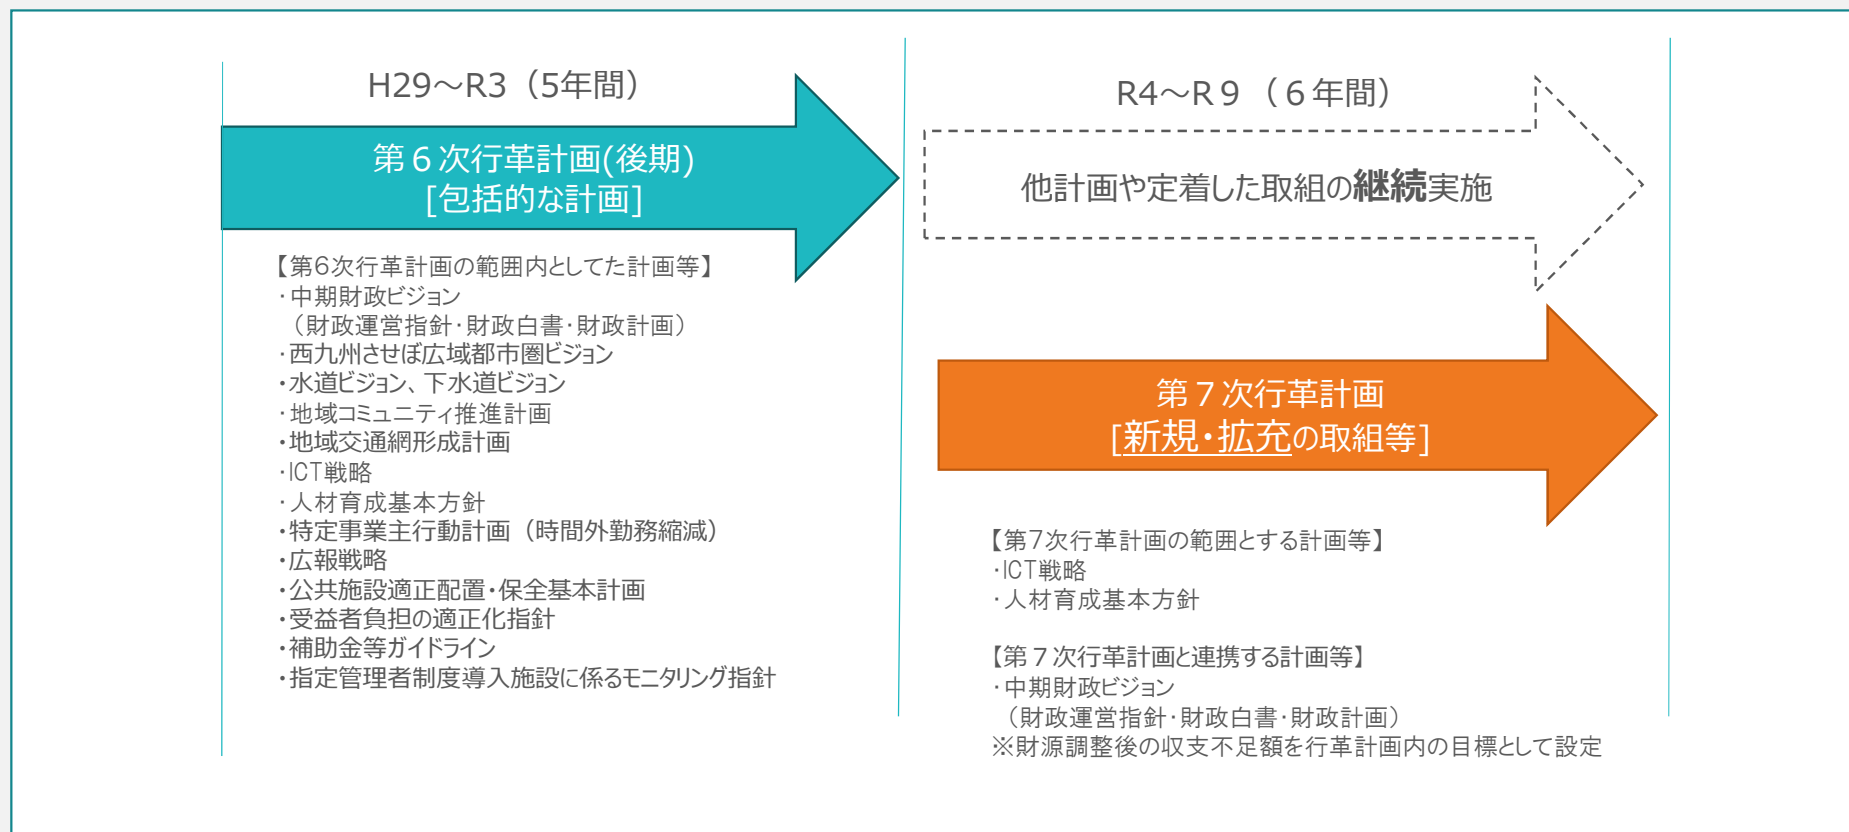 H29～R3（5年間）
第６次行革計画(後期)
[包括的な計画]
【第6次行革計画の範囲内としてた計画等】
・中期財政ビジョン
（財政運営指針・財政白書・財政計画）
・西九州させぼ広域都市圏ビジョン
・水道ビジョン、下水道ビジョン
・地域コミュニティ推進計画
・地域交通網形成計画
・ICT戦略
・人材育成基本方針
・特定事業主行動計画（時間外勤務縮減）
・広報戦略
・公共施設適正配置・保全基本計画
・受益者負担の適正化指針
・補助金等ガイドライン
・指定管理者制度導入施設に係るモニタリング指針
R4～R９（６年間）
他計画や定着した取組の継続実施
第７次行革計画
[新規・拡充の取組等]
【第7次行革計画の範囲とする計画等】
・ICT戦略
・人材育成基本方針
【第７次行革計画と連携する計画等】
・中期財政ビジョン
（財政運営指針・財政白書・財政計画）
※財源調整後の収支不足額を行革計画内の目標として設定